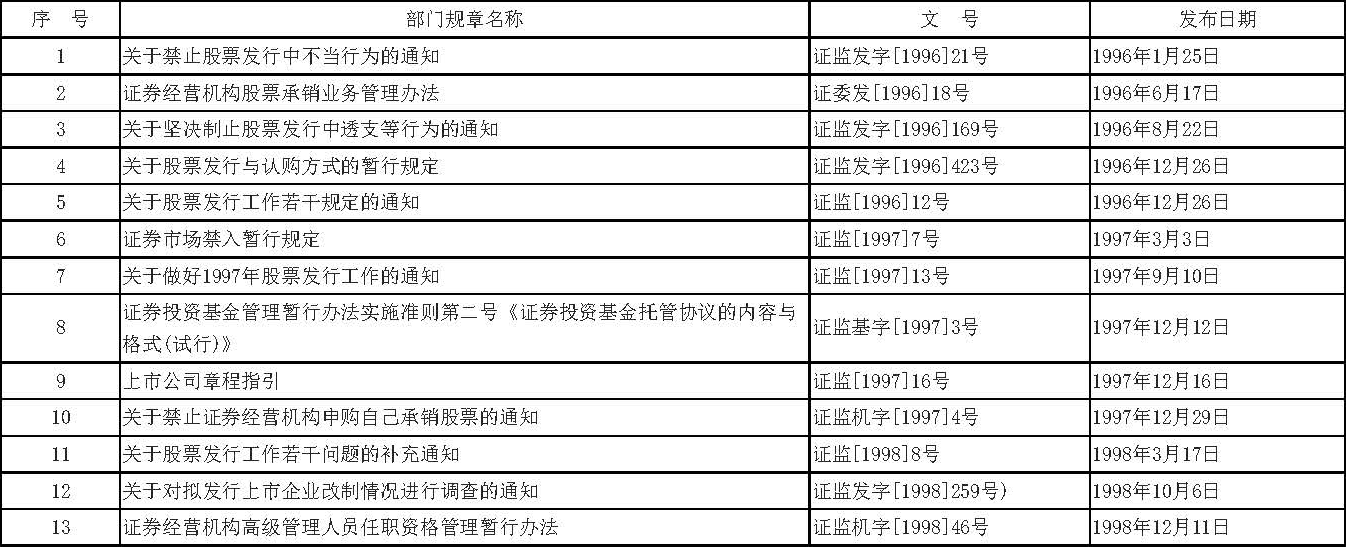 序 号 部门规章名称 文 号 发布日期
1 关于禁止股票发行中不当行为的通知 证监发字[1996]21号 1996年1月25日
2 证券经营机构股票承销业务管理办法 证委发[1996]18号 1996年6月17日
3 关于坚决制止股票发行中透支等行为的通知 证监发字[1996]169号 1996年8月22日
4 关于股票发行与认购方式的暂行规定 证监发字[1996]423号 1996年12月26日
5 关于股票发行工作若干规定的通知 证监[1996]12号 1996年12月26日
6 证券市场禁入暂行规定 证监[1997]7号 1997年3月3日
7 关于做好1997年股票发行工作的通知 证监[1997]13号 1997年9月10日
8 证券投资基金管理暂行办法实施准则第二号《证券投资基金托管协议的内容与
格式(试行)》 证监基字[1997]3号 1997年12月12日
9 上市公司章程指引 证监[1997]16号 1997年12月16日
10 关于禁止证券经营机构申购自己承销股票的通知 证监机字[1997]4号 1997年12月29日
11 关于股票发行工作若干问题的补充通知 证监[1998]8号 1998年3月17日
12 关于对拟发行上市企业改制情况进行调查的通知 证监发字[1998]259号) 1998年10月6日
13 证券经营机构高级管理人员任职资格管理暂行办法 证监机字[1998]46号 1998年12月11日